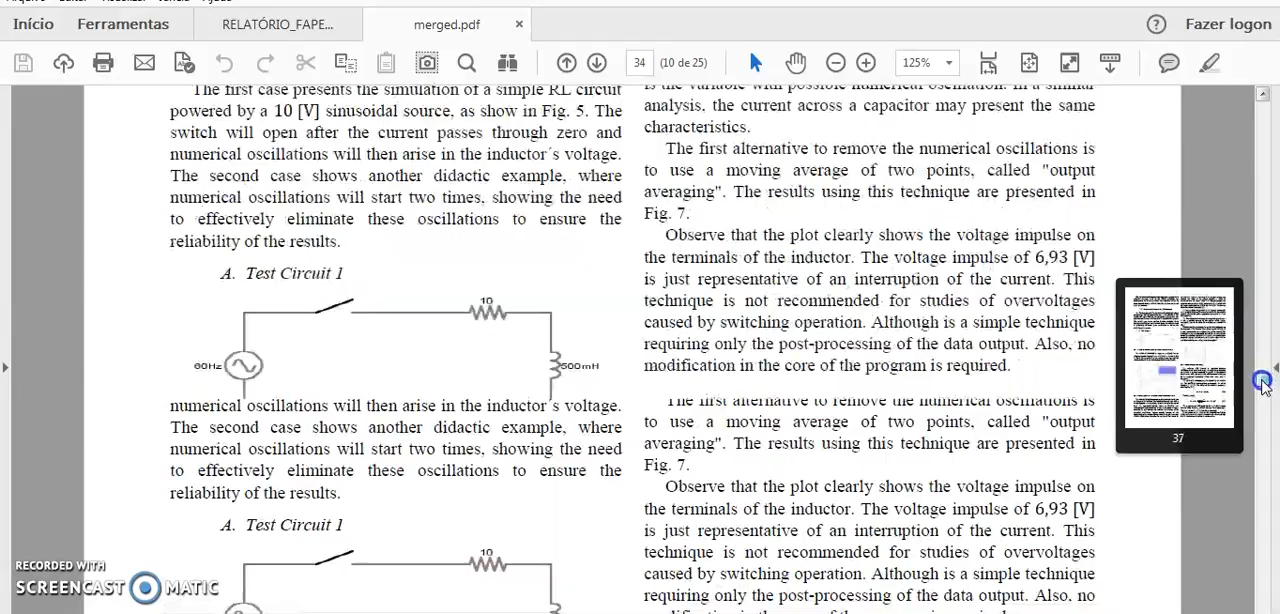 Início
Ferramentas
RELATÓRIO_FAPE...
merged.pdf
×
?
Fazer logon
34
(10 de 25)
125%
The first case presents the simulation of a simple RL circuit
powered by a 10 [V] sinusoidal source, as show in Fig. 5. The
switch will open after the current passes through zero and
numerical oscillations will then arise in the inductor´s voltage.
The second case shows another didactic example, where
numerical oscillations will start two times, showing the need
to effectively eliminate these oscillations to ensure the
reliability of the results.
A. Test Circuit 1
10
60Hz
500mH
numerical oscillations will then arise in the inductor´s voltage.
The second case shows another didactic example, where
numerical oscillations will start two times, showing the need
to effectively eliminate these oscillations to ensure the
reliability of the results.
A. Test Circuit 1
10
is the variable with possible numerical oscillation. In a similar
analysis, the current across a capacitor may present the same
characteristics.
The first alternative to remove the numerical oscillations is
to use a moving average of two points, called "output
averaging". The results using this technique are presented in
Fig. 7.
Observe that the plot clearly shows the voltage impulse on
the terminals of the inductor. The voltage impulse of 6,93 [V]
is just representative of an interruption of the current. This
technique is not recommended for studies of overvoltages
caused by switching operation. Although is a simple technique
requiring only the post-processing of the data output. Also, no
modification in the core of the program is required.
The first alternative to remove the numerical oscillations is
to use a moving average of two points, called "output
averaging". The results using this technique are presented in
Fig. 7.
Observe that the plot clearly shows the voltage impulse on
the terminals of the inductor. The voltage impulse of 6,93 [V]
is just representative of an interruption of the current. This
technique is not recommended for studies of overvoltages
caused by switching operation. Although is a simple technique
requiring only the post-processing of the data output. Also, no
37
RECORDED WITH
SCREENCAST MATIC